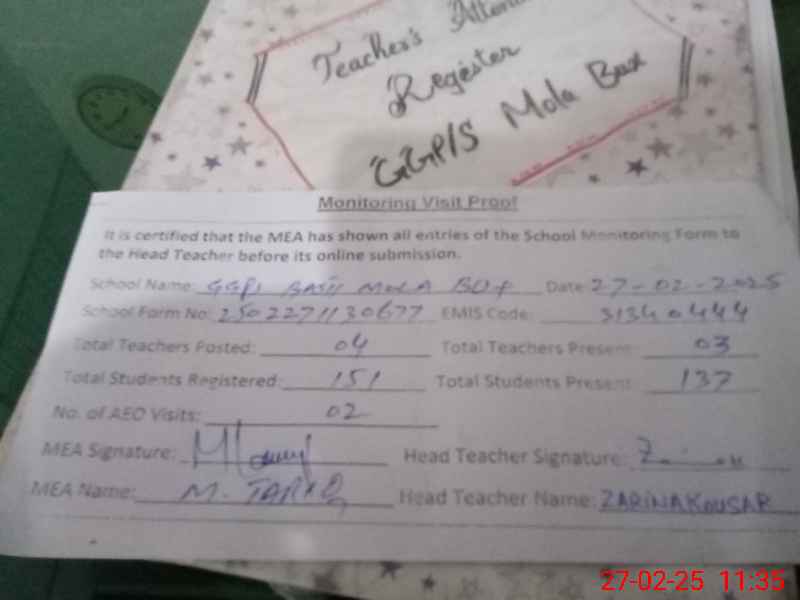 Teacher's Atten
Register
GGP/S Mola Bux
Monitoring Visit Proof
It is certified that the MEA has shown all entries of the School Monitoring Form to
the Head Teacher before its online submission.
School Name: GGPS BASTI MOLA BUX Date: 27-02-2025
School Form No: 2502271130677 EMIS Code: 31340444
Total Teachers Posted: 04 Total Teachers Present: 03
Total Students Registered: 151 Total Students Present: 137
No. of AEO Visits: 02
MEA Signature: Head Teacher Signature:
MEA Name: M. TARIQ Head Teacher Name: ZARINA KOUSAR
27-02-25 11:35